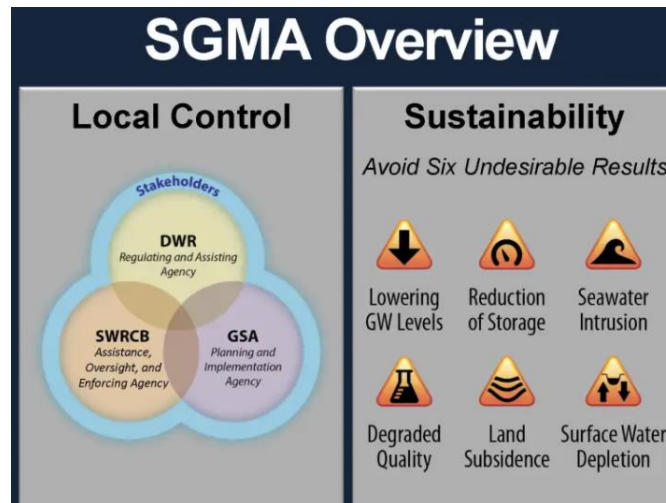 SGMA Overview
Local Control
Stakeholders
DWR
Regulating and Assisting
Agency
SWRCB
Assistance,
Oversight, and
Enforcing Agency
GSA
Planning and
Implementation
Agency
Sustainability
Avoid Six Undesirable Results
Lowering
GW Levels
Reduction
of Storage
Seawater
Intrusion
Degraded
Quality
Land
Subsidence
Surface Water
Depletion